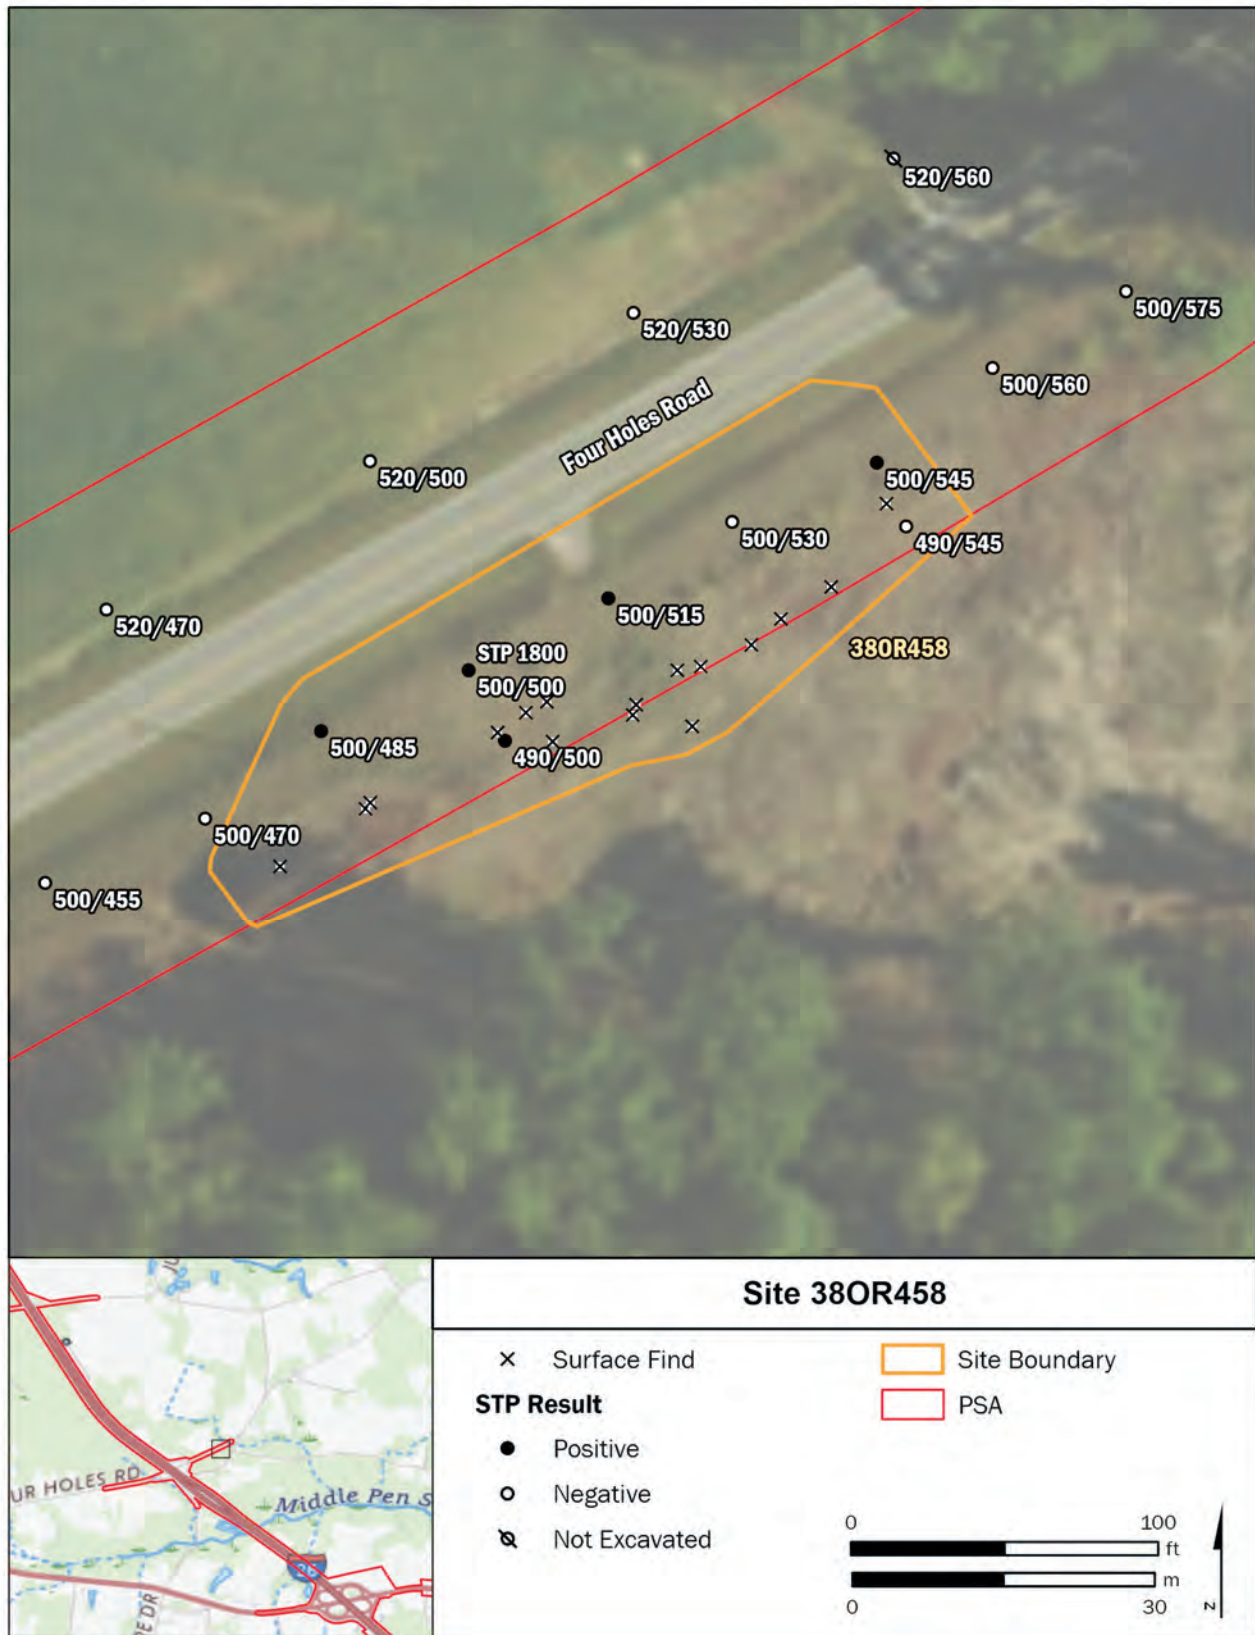 520/560
500/575
520/530
500/560
Four Holes Road
520/500
500/545
500/530
490/545
520/470
500/515
38OR458
STP 1800
500/500
500/485
490/500
500/470
500/455
UR HOLES RD
Middle Pen S
PE DR
Site 38OR458
Surface Find
Site Boundary
STP Result
PSA
Positive
Negative
Not Excavated
0 100
ft
m
0 30
z